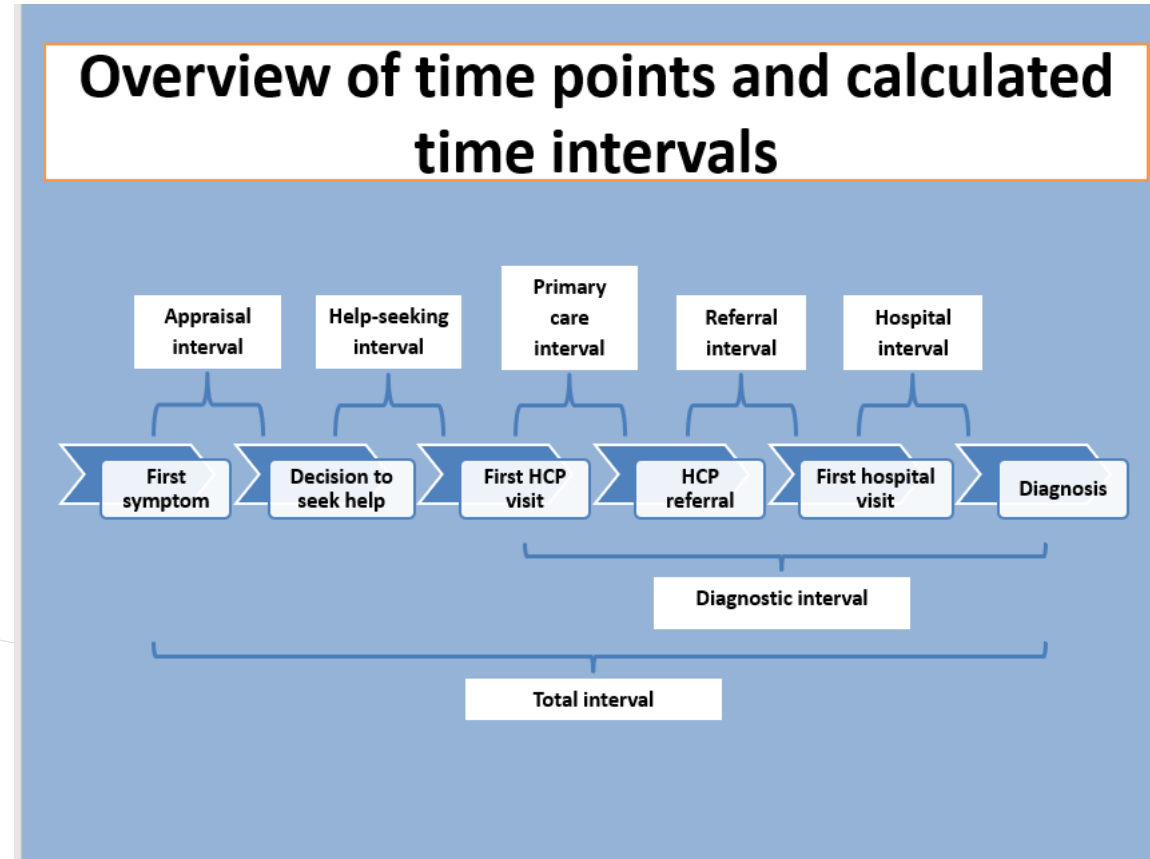 Overview of time points and calculated
time intervals
Appraisal
interval
Help-seeking
interval
Primary
care
interval
Referral
interval
Hospital
interval
First
symptom
Decision to
seek help
First HCP
visit
HCP
referral
First hospital
visit
Diagnosis
Diagnostic interval
Total interval